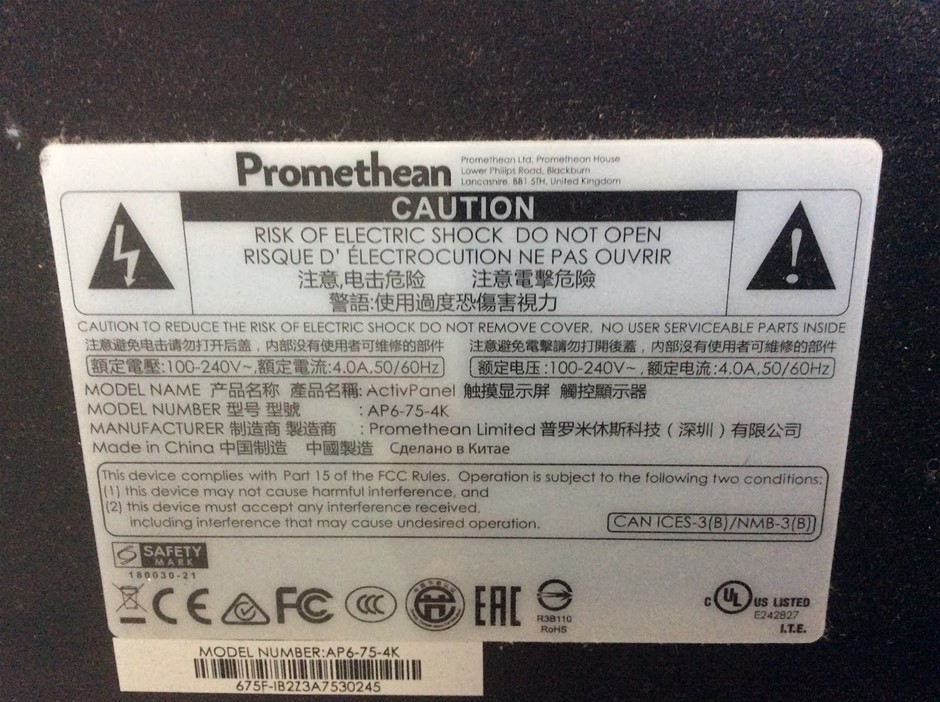 Promethean
Promethean Ltd, Promethean House
Lower Philips Road, Blackburn
Lancashire, BB1 5TH, United Kingdom
CAUTION
RISK OF ELECTRIC SHOCK DO NOT OPEN
RISQUE D' ÉLECTROCUTION NE PAS OUVRIR
注意,电击危险 注意電擊危險
警語:使用過度恐傷害視力
CAUTION TO REDUCE THE RISK OF ELECTRIC SHOCK DO NOT REMOVE COVER. NO USER SERVICEABLE PARTS INSIDE
注意避免电击请勿打开后盖，内部没有使用者可维修的部件 注意避免電擊請勿打開後蓋，内部沒有使用者可維修的部件
額定電壓:100-240V~,額定電流:4.0A,50/60Hz 额定电压:100-240V~, 额定电流:4.0A,50/60Hz
MODEL NAME 产品名称 產品名稱: ActivPanel 触摸显示屏 觸控顯示器
MODEL NUMBER 型号 型號 : AP6-75-4K
MANUFACTURER 制造商 製造商 : Promethean Limited 普罗米休斯科技（深圳）有限公司
Made in China 中国制造 中國製造 Сделано в Китае
This device complies with Part 15 of the FCC Rules. Operation is subject to the following two conditions:
(1) this device may not cause harmful interference, and
(2) this device must accept any interference received,
including interference that may cause undesired operation.
CAN ICES-3(B)/NMB-3(B)
SAFETY
MARK
180030-21
CE FC CCC EAC
R3B110
RoHS
C UL US LISTED
E242827
I.T.E.
MODEL NUMBER:AP6-75-4K
675F-IB2Z3A7530245